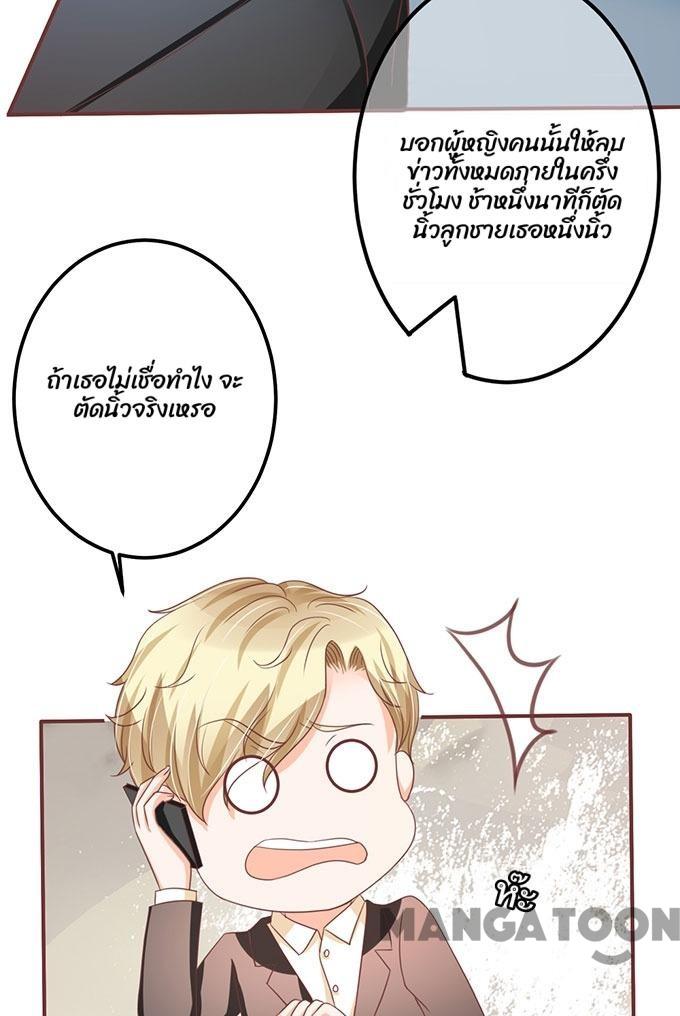 บอกผู้หญิงคนนั้นให้ลบ
ข่าวทั้งหมดภายในครึ่ง
ชั่วโมง ช้าหนึ่งนาทีก็ตัด
นิ้วลูกชายเธอหนึ่งนิ้ว
ถ้าเธอไม่เชื่อทำไง จะ
ตัดนิ้วจริงเหรอ
หึ๊ะ
MANGATOON